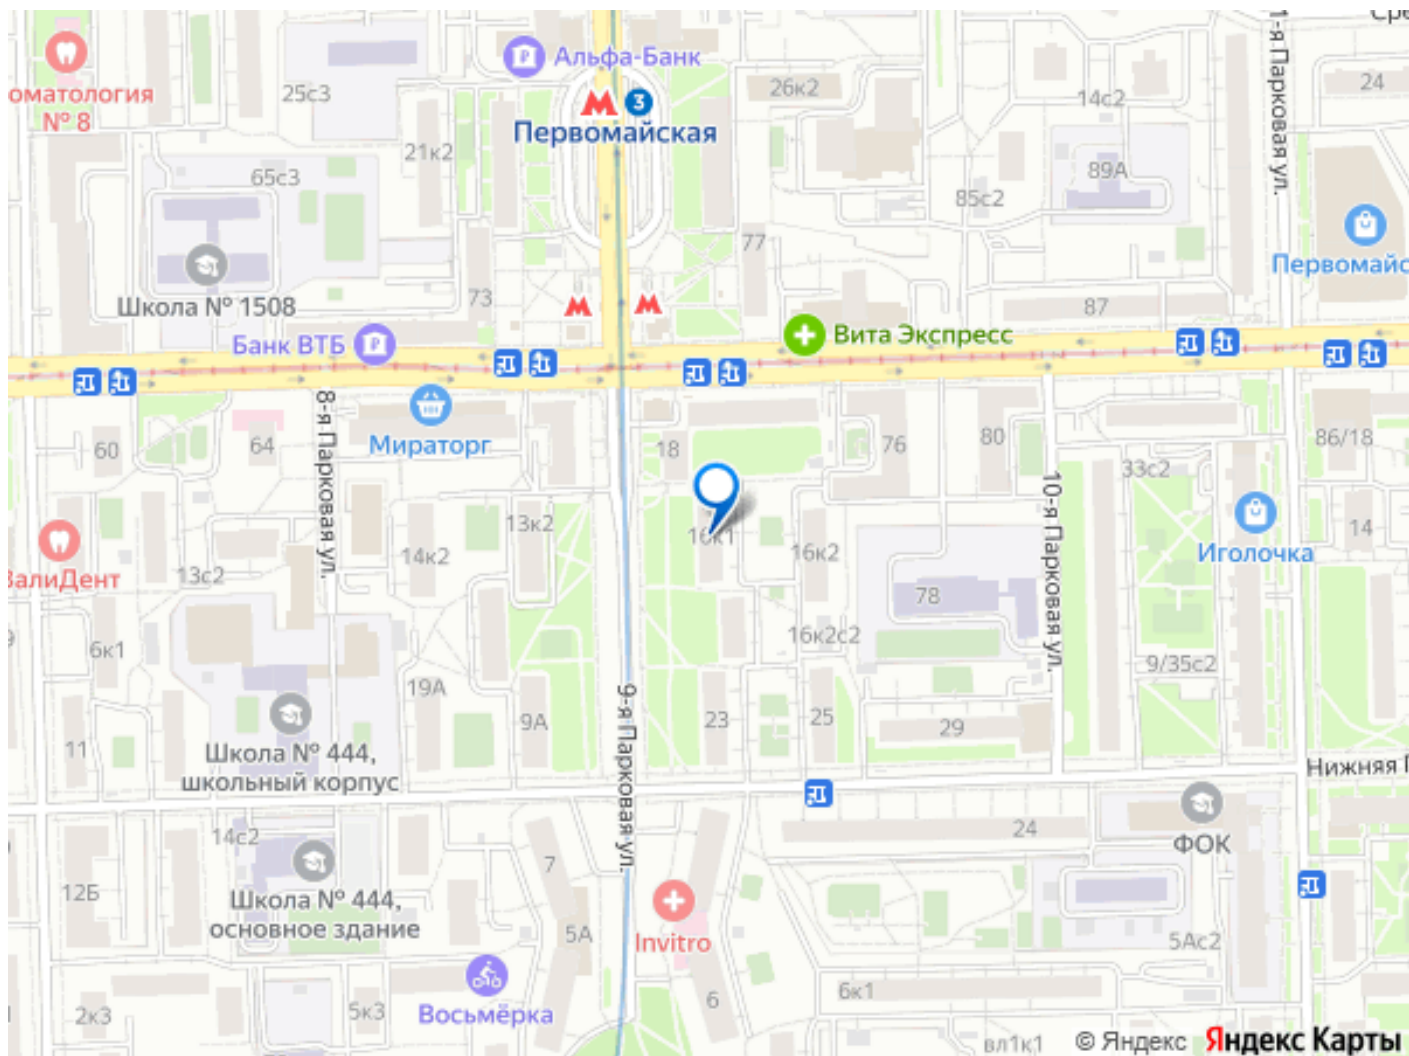 Альфа-Банк
24
25с3
26к2
14с2
оматология
№ 8
3
Первомайская
21к2
1-я Парковая ул.
65с3
89А
85с2
77
Первомайс
Школа № 1508
73
87
Банк ВТБ
Вита Экспресс
8-я Парковая ул.
Мираторг
60
64
18
76
80
86/18
33с2
10-я Парковая ул.
13к2
14к2
16к1
16к2
Иголочка
14
ВалиДент
13с2
78
6к1
16к2с2
9/35с2
19А
9-я Парковая ул.
9А
23
25
29
11
Школа № 444,
школьный корпус
Нижняя П
14с2
7
24
ФОК
12Б
Школа № 444,
основное здание
5А
Invitro
5Ас2
2к3
5к3
Восьмёрка
6
6к1
вл1к1
© Яндекс Яндекс Карты